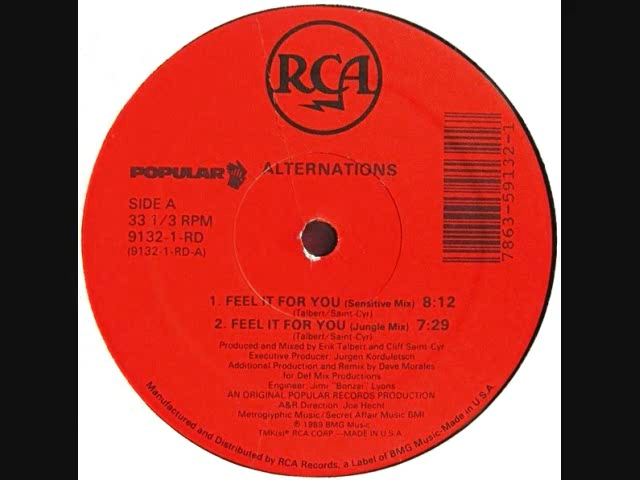 RCA
POPULAR
ALTERNATIONS
SIDE A
33 1/3 RPM
9132-1-RD
(9132-1-RD-A)
7863-59132-1
1. FEEL IT FOR YOU (Sensitive Mix) 8:12
(Talbert/Saint-Cyr)
2. FEEL IT FOR YOU (Jungle Mix) 7:29
(Talbert/Saint-Cyr)
Produced and Mixed by Erik Talbert and Cliff Saint-Cyr
Executive Producer: Jurgen Korduletsch
Additional Production and Remix by Dave Morales
for Def Mix Productions
Engineer: Jimi "Bonzai" Lyons
AN ORIGINAL POPULAR RECORDS PRODUCTION
A&R Direction: Joe Hecht
Metroglyphic Music/Secret Affair Music BMI
℗ 1989 BMG Music
TMK(s)® RCA CORP—MADE IN U.S.A.
Manufactured and Distributed by RCA Records, a Label of BMG Music-Made in U.S.A.